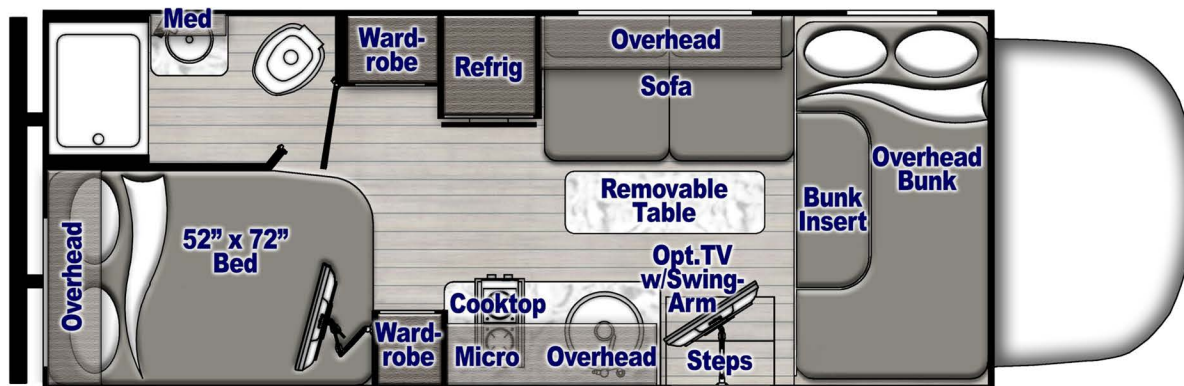 Med
Ward-
robe
Refrig
Overhead
Sofa
Overhead
Bunk
Bunk
Insert
Removable
Table
52” x 72”
Bed
Overhead
Opt.TV
w/Swing-
Arm
Cooktop
Ward-
robe
Micro
Overhead
Steps